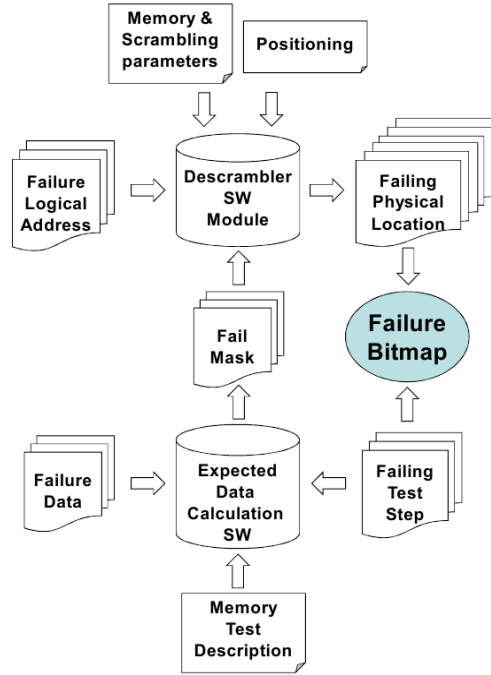 Memory &
Scrambling
parameters
Positioning
Failure
Logical
Address
Descrambler
SW
Module
Failing
Physical
Location
Fail
Mask
Failure
Bitmap
Failure
Data
Expected
Data
Calculation
SW
Failing
Test
Step
Memory
Test
Description